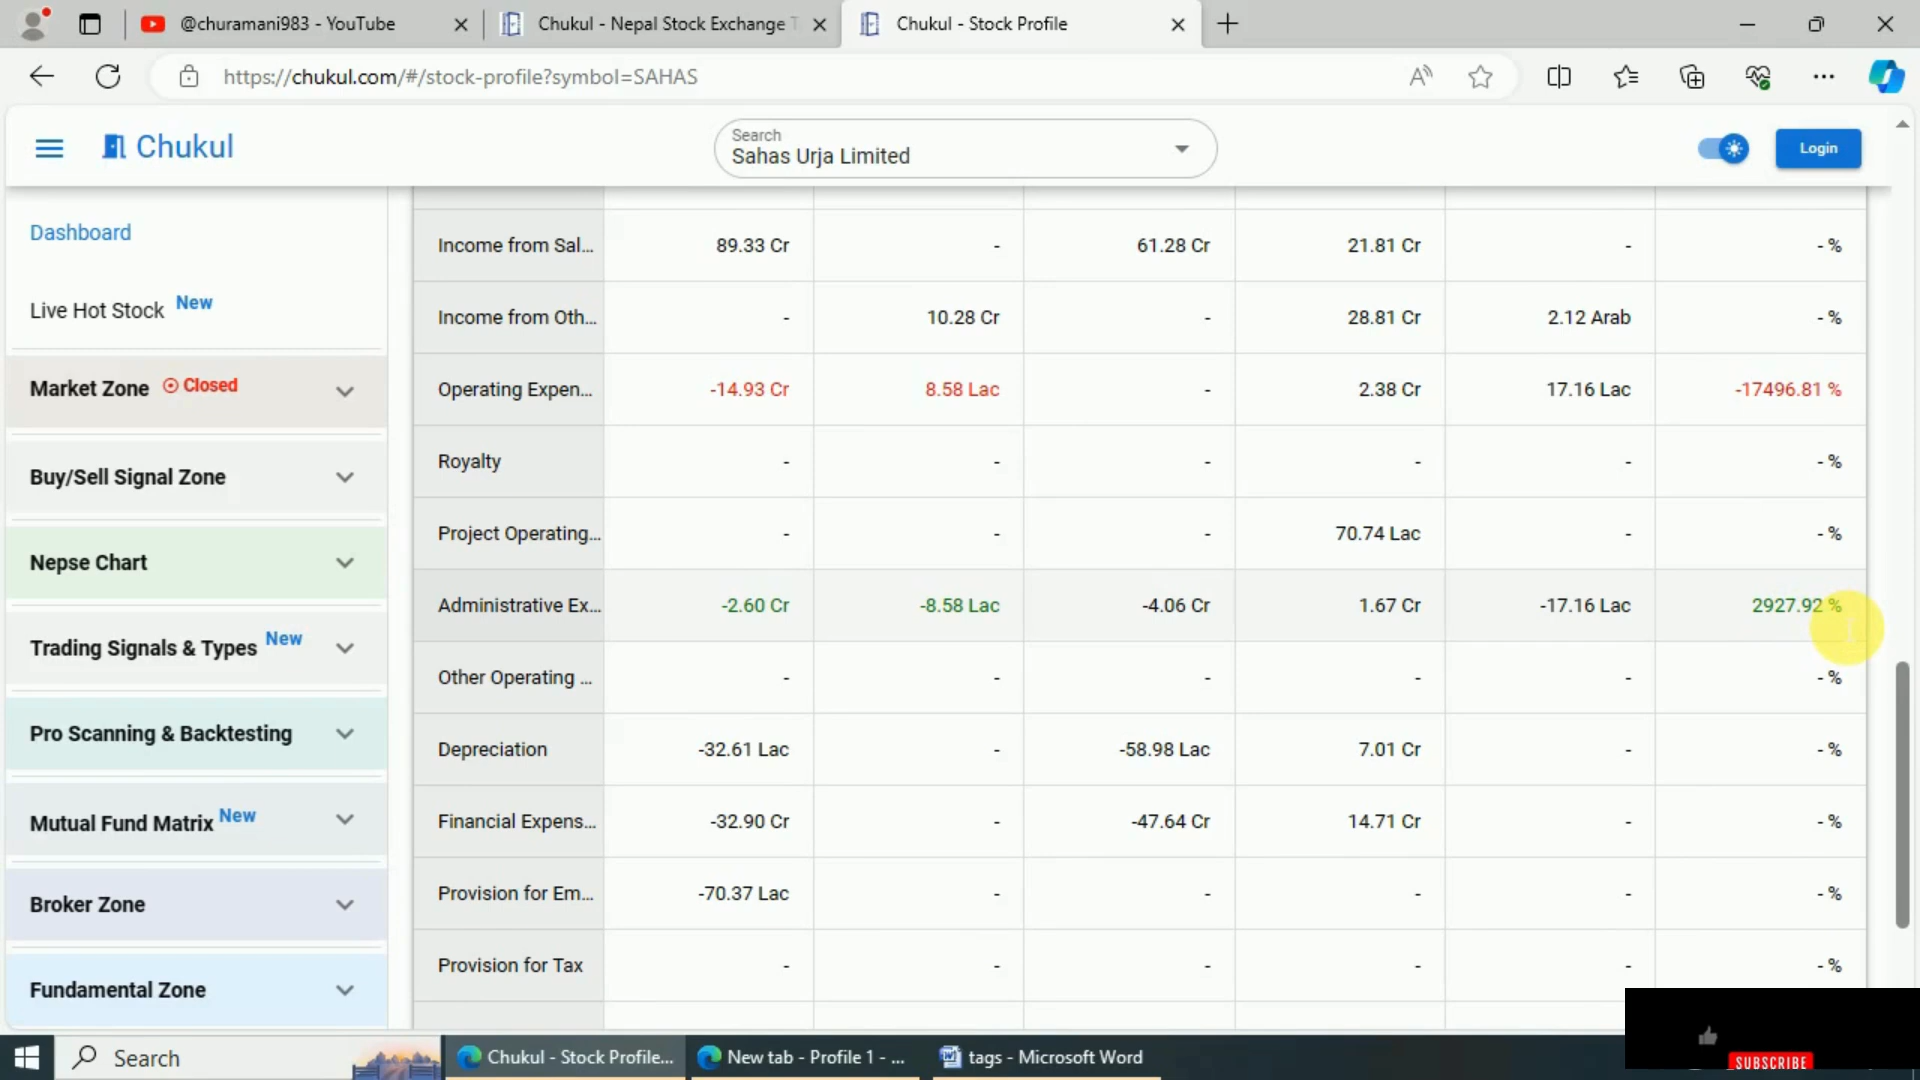 @churamani983 - YouTube
Chukul - Nepal Stock Exchange T
Chukul - Stock Profile
https://chukul.com/#/stock-profile?symbol=SAHAS
Chukul
Search
Sahas Urja Limited
Login
Dashboard
Live Hot Stock New
Market Zone Closed
Buy/Sell Signal Zone
Nepse Chart
Trading Signals & Types New
Pro Scanning & Backtesting
Mutual Fund Matrix New
Broker Zone
Fundamental Zone
Income from Sal... 89.33 Cr - 61.28 Cr 21.81 Cr - - %
Income from Oth... - 10.28 Cr - 28.81 Cr 2.12 Arab - %
Operating Expen... -14.93 Cr 8.58 Lac - 2.38 Cr 17.16 Lac -17496.81 %
Royalty - - - - - - %
Project Operating... - - - 70.74 Lac - - %
Administrative Ex... -2.60 Cr -8.58 Lac -4.06 Cr 1.67 Cr -17.16 Lac 2927.92 %
Other Operating ... - - - - - - %
Depreciation -32.61 Lac - -58.98 Lac 7.01 Cr - - %
Financial Expens... -32.90 Cr - -47.64 Cr 14.71 Cr - - %
Provision for Em... -70.37 Lac - - - - - %
Provision for Tax - - - - - - %
SUBSCRIBE
Search
Chukul - Stock Profile...
New tab - Profile 1 - ...
tags - Microsoft Word